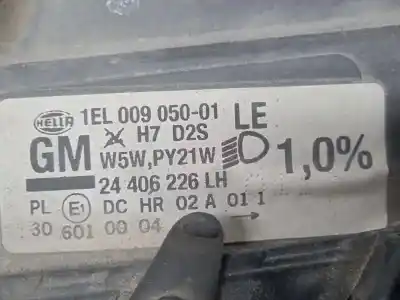 HELLA 1EL 009 050-01 LE
H7 D2S
GM W5W,PY21W 1,0%
24 406 226 LH
PL E1 DC HR 02 A 01 1
30 601 00 04